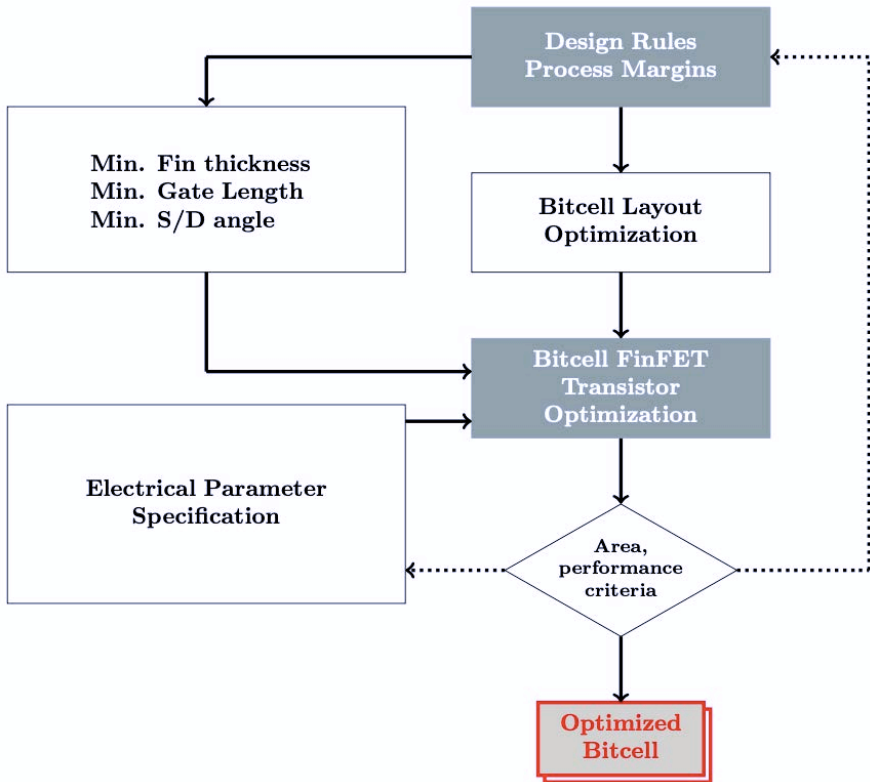 Design Rules
Process Margins
Min. Fin thickness
Min. Gate Length
Min. S/D angle
Bitcell Layout
Optimization
Bitcell FinFET
Transistor
Optimization
Electrical Parameter
Specification
Area,
performance
criteria
Optimized
Bitcell